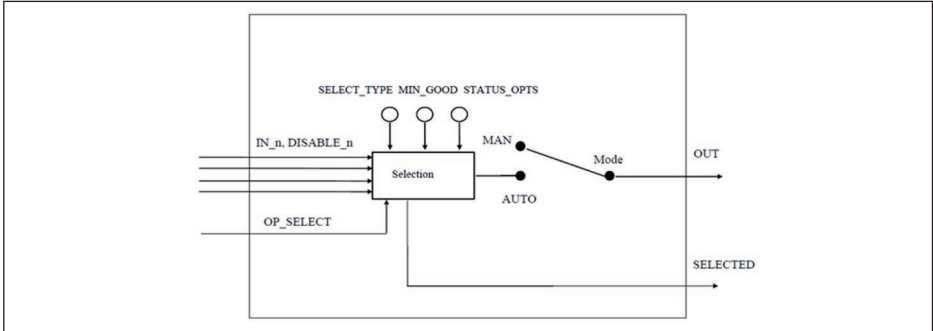 SELECT_TYPE MIN_GOOD STATUS_OPTS
IN_n, DISABLE_n
MAN
Mode
OUT
Selection
AUTO
OP_SELECT
SELECTED